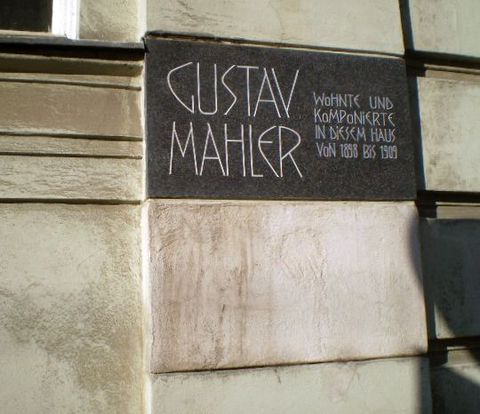 GUSTAV
MAHLER
WOHNTE UND
KOMPONIERTE
IN DIESEM HAUS
VON 1898 BIS 1909